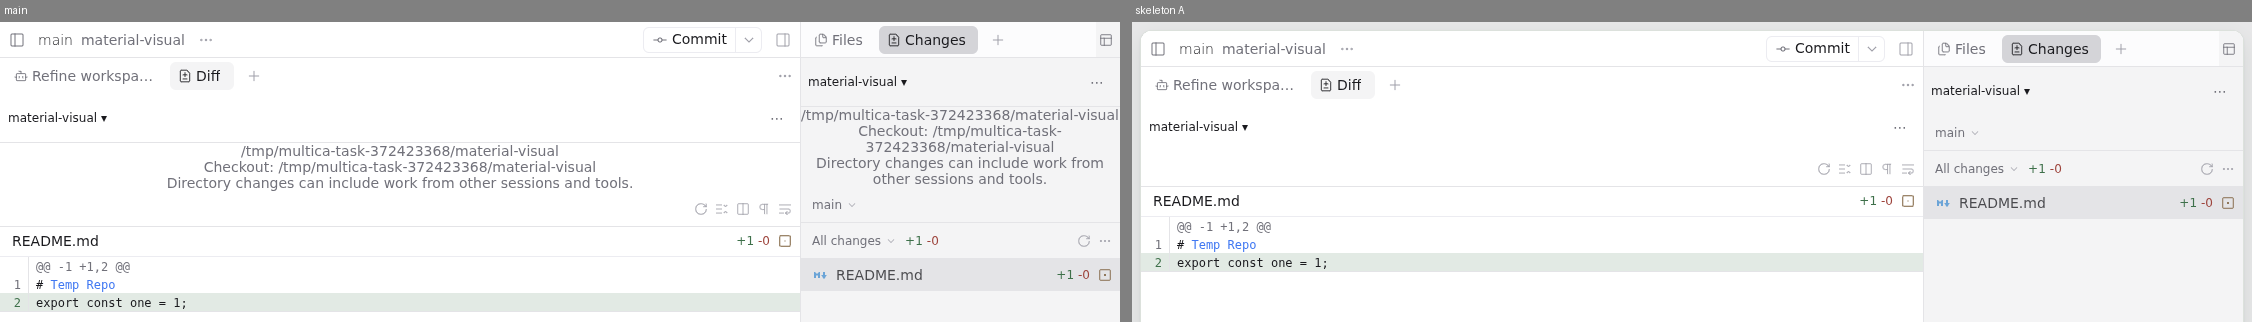 main
main material-visual ...
Commit
Refine workspa...
Diff
...
material-visual ▾
...
/tmp/multica-task-372423368/material-visual
Checkout: /tmp/multica-task-372423368/material-visual
Directory changes can include work from other sessions and tools.
README.md
+1 -0
@@ -1 +1,2 @@
1 # Temp Repo
2 export const one = 1;
Files
Changes
material-visual ▾
...
/tmp/multica-task-372423368/material-visual
Checkout: /tmp/multica-task-
372423368/material-visual
Directory changes can include work from
other sessions and tools.
main
All changes +1 -0
...
README.md +1 -0
skeleton A
main material-visual ...
Commit
Refine workspa...
Diff
...
material-visual ▾
...
README.md
+1 -0
@@ -1 +1,2 @@
1 # Temp Repo
2 export const one = 1;
Files
Changes
material-visual ▾
...
main
All changes +1 -0
...
README.md +1 -0